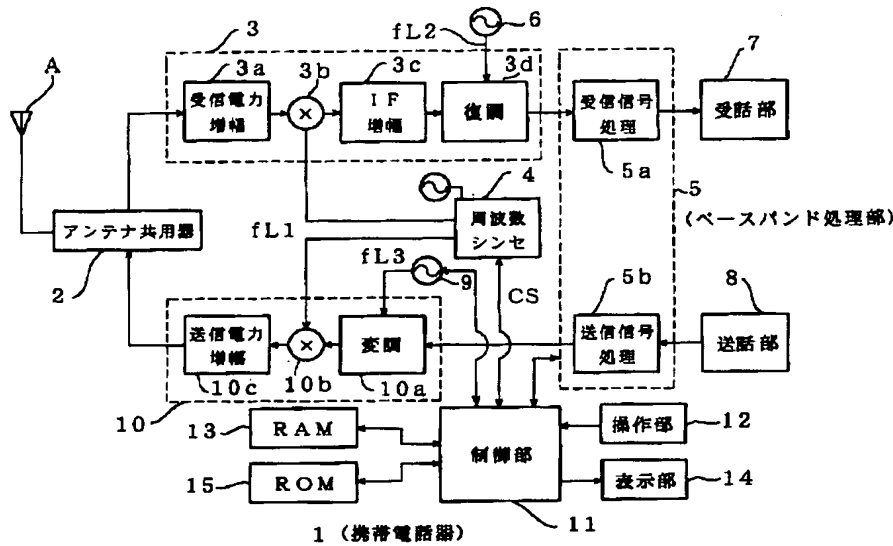 fL2
6
3
3a
3b
3c
3d
7
A
受信電力
増幅
×
IF
増幅
復調
受信信号
処理
受話部
5a
5
4
周波数
シンセ
(ベースバンド処理部)
アンテナ共用器
2
fL1
fL3
9
CS
5b
8
送信電力
増幅
×
変調
送信信号
処理
送話部
10c
10b
10a
10
13
RAM
制御部
操作部
12
15
ROM
表示部
14
11
1 (携帯電話器)